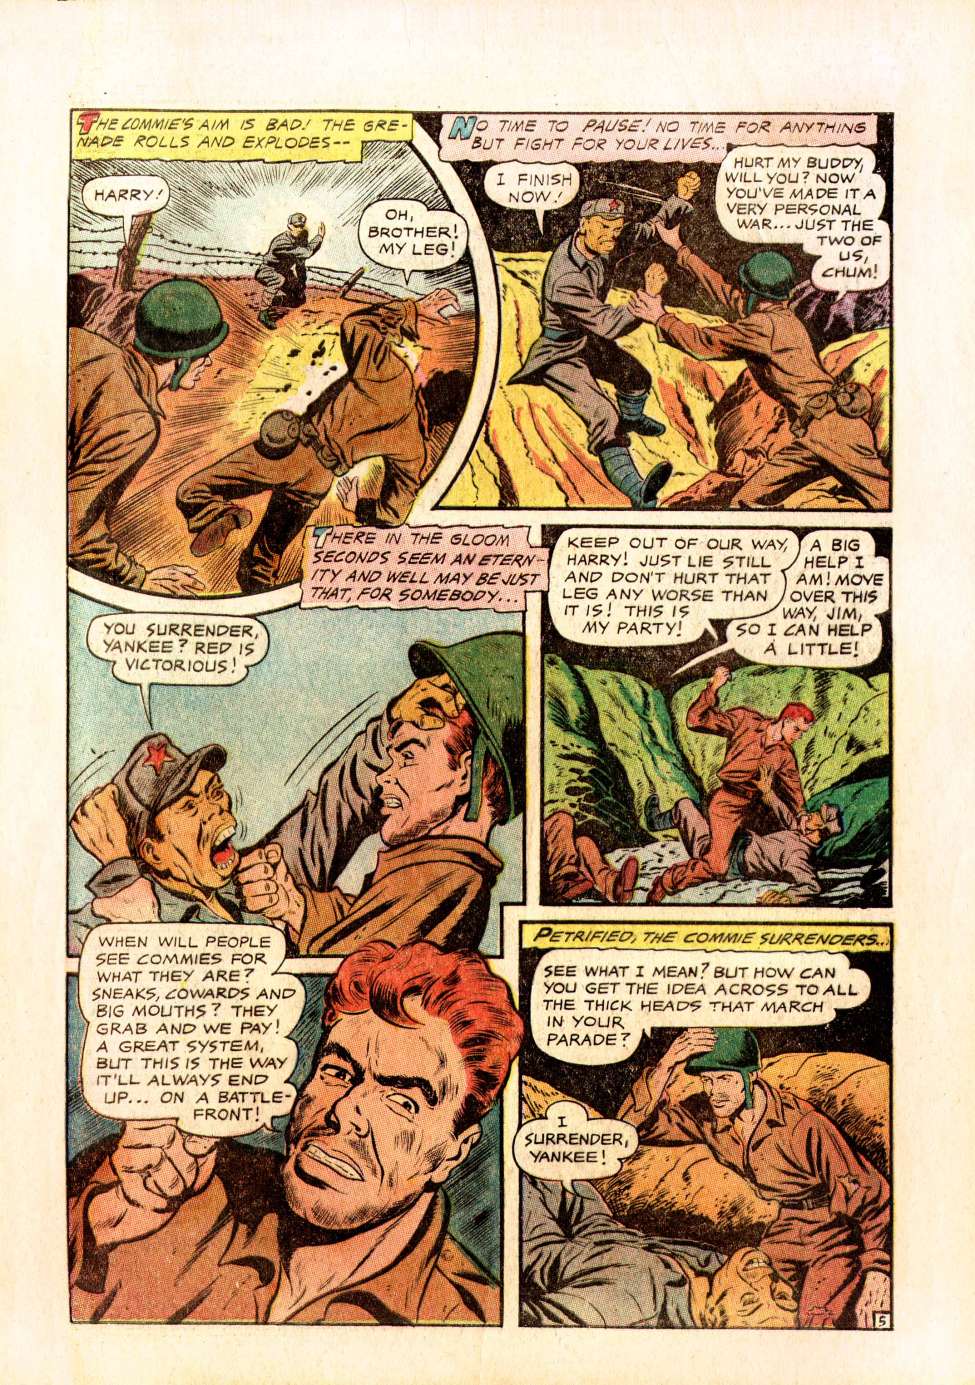 THE COMMIE'S AIM IS BAD! THE GRE-
NADE ROLLS AND EXPLODES--
HARRY!
OH,
BROTHER!
MY LEG!
NO TIME TO PAUSE! NO TIME FOR ANYTHING
BUT FIGHT FOR YOUR LIVES...
I FINISH
NOW!
HURT MY BUDDY,
WILL YOU? NOW
YOU'VE MADE IT A
VERY PERSONAL
WAR... JUST THE
TWO OF
US,
CHUM!
THERE IN THE GLOOM
SECONDS SEEM AN ETERN-
ITY AND WELL MAY BE JUST
THAT, FOR SOMEBODY...
YOU SURRENDER,
YANKEE? RED IS
VICTORIOUS!
KEEP OUT OF OUR WAY,
HARRY! JUST LIE STILL
AND DON'T HURT THAT
LEG ANY WORSE THAN
IT IS! THIS IS
MY PARTY!
A BIG
HELP I
AM! MOVE
OVER THIS
WAY, JIM,
SO I CAN HELP
A LITTLE!
WHEN WILL PEOPLE
SEE COMMIES FOR
WHAT THEY ARE?
SNEAKS, COWARDS AND
BIG MOUTHS? THEY
GRAB AND WE PAY!
A GREAT SYSTEM,
BUT THIS IS THE WAY
IT'LL ALWAYS END
UP... ON A BATTLE-
FRONT!
PETRIFIED, THE COMMIE SURRENDERS...
SEE WHAT I MEAN? BUT HOW CAN
YOU GET THE IDEA ACROSS TO ALL
THE THICK HEADS THAT MARCH
IN YOUR
PARADE?
I
SURRENDER,
YANKEE!
5